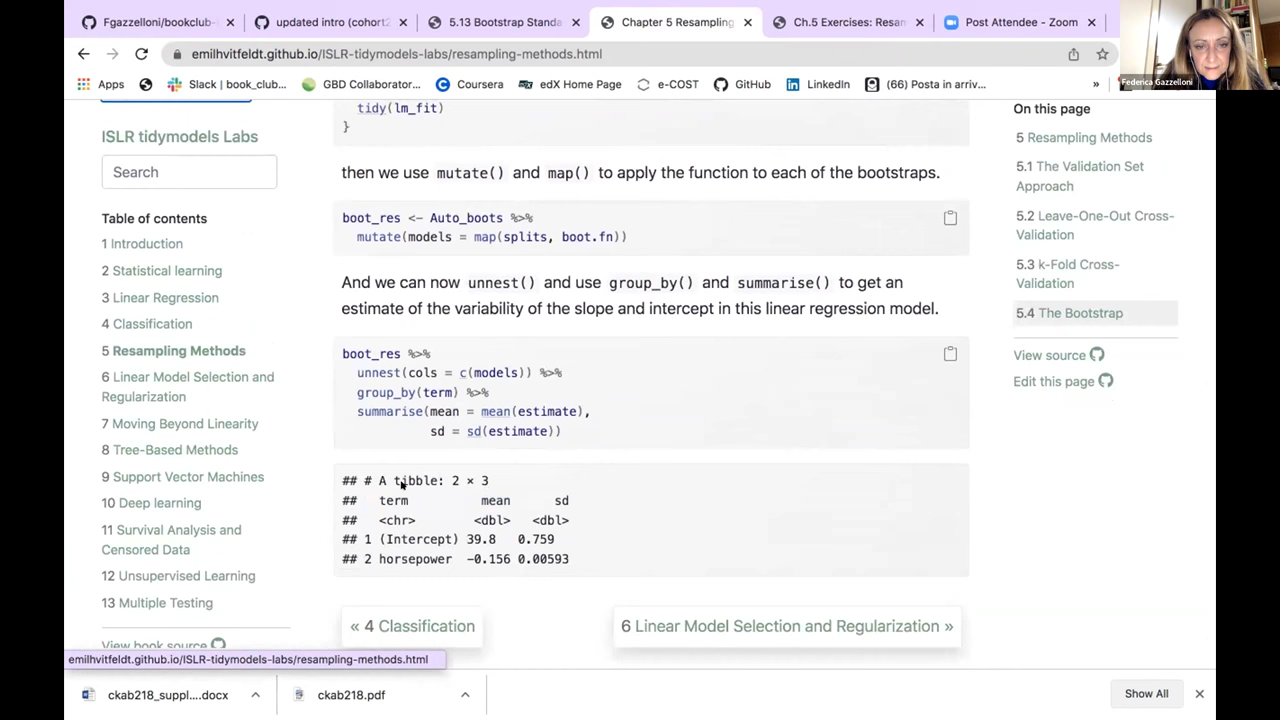 Fgazzelloni/bookclub-
updated intro (cohort2
5.13 Bootstrap Standa
Chapter 5 Resampling
Ch.5 Exercises: Resam
Post Attendee - Zoom
emilhvitfeldt.github.io/ISLR-tidymodels-labs/resampling-methods.html
Federica Gazzelloni
Apps
Slack | book_club...
GBD Collaborator...
Coursera
edX Home Page
e-COST
GitHub
LinkedIn
(66) Posta in arriv...
»
ISLR tidymodels Labs
Search
Table of contents
1 Introduction
2 Statistical learning
3 Linear Regression
4 Classification
5 Resampling Methods
6 Linear Model Selection and
Regularization
7 Moving Beyond Linearity
8 Tree-Based Methods
9 Support Vector Machines
10 Deep learning
11 Survival Analysis and
Censored Data
12 Unsupervised Learning
13 Multiple Testing
View book source
tidy(lm_fit)
}
then we use mutate() and map() to apply the function to each of the bootstraps.
boot_res <- Auto_boots %>%
mutate(models = map(splits, boot.fn))
And we can now unnest() and use group_by() and summarise() to get an
estimate of the variability of the slope and intercept in this linear regression model.
boot_res %>%
unnest(cols = c(models)) %>%
group_by(term) %>%
summarise(mean = mean(estimate),
sd = sd(estimate))
## # A tibble: 2 × 3
## term mean sd
## <chr> <dbl> <dbl>
## 1 (Intercept) 39.8 0.759
## 2 horsepower -0.156 0.00593
« 4 Classification
6 Linear Model Selection and Regularization »
On this page
5 Resampling Methods
5.1 The Validation Set
Approach
5.2 Leave-One-Out Cross-
Validation
5.3 k-Fold Cross-
Validation
5.4 The Bootstrap
View source
Edit this page
emilhvitfeldt.github.io/ISLR-tidymodels-labs/resampling-methods.html
ckab218_suppl....docx
ckab218.pdf
Show All